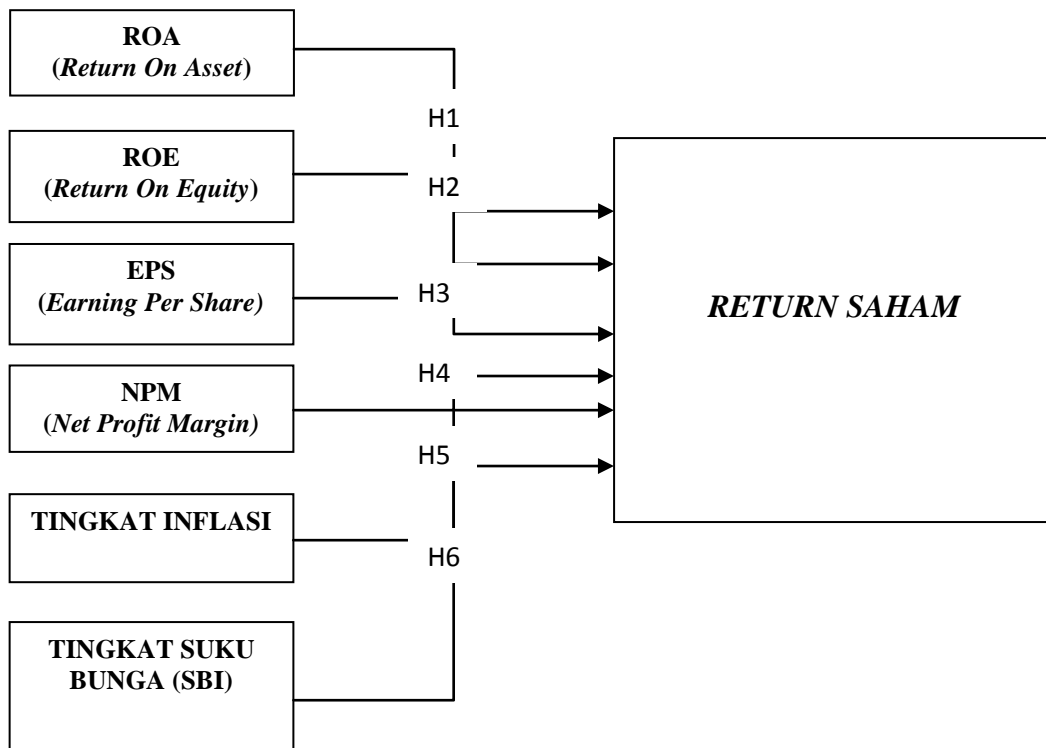 ROA
(Return On Asset)
H1
ROE
(Return On Equity)
H2
EPS
(Earning Per Share)
H3
RETURN SAHAM
NPM
(Net Profit Margin)
H4
H5
TINGKAT INFLASI
H6
TINGKAT SUKU
BUNGA (SBI)